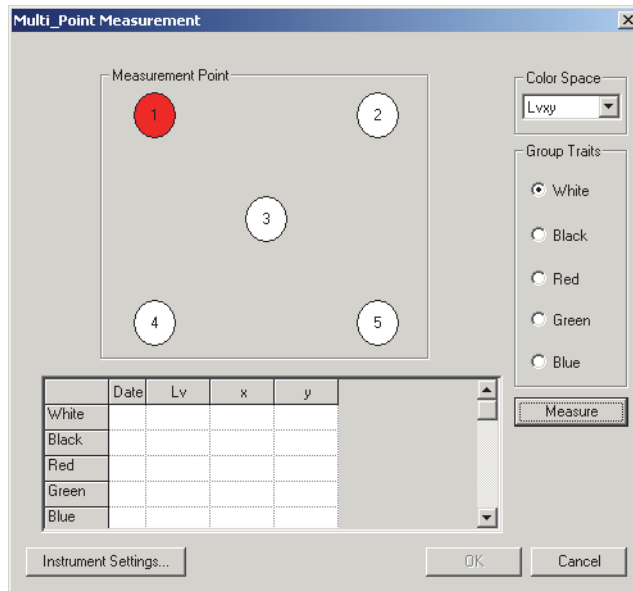 Multi_Point Measurement
Measurement Point
1
2
3
4
5
Color Space
Lvxy
Group Traits
White
Black
Red
Green
Blue
Measure
Date Lv x y
White
Black
Red
Green
Blue
Instrument Settings...
OK Cancel